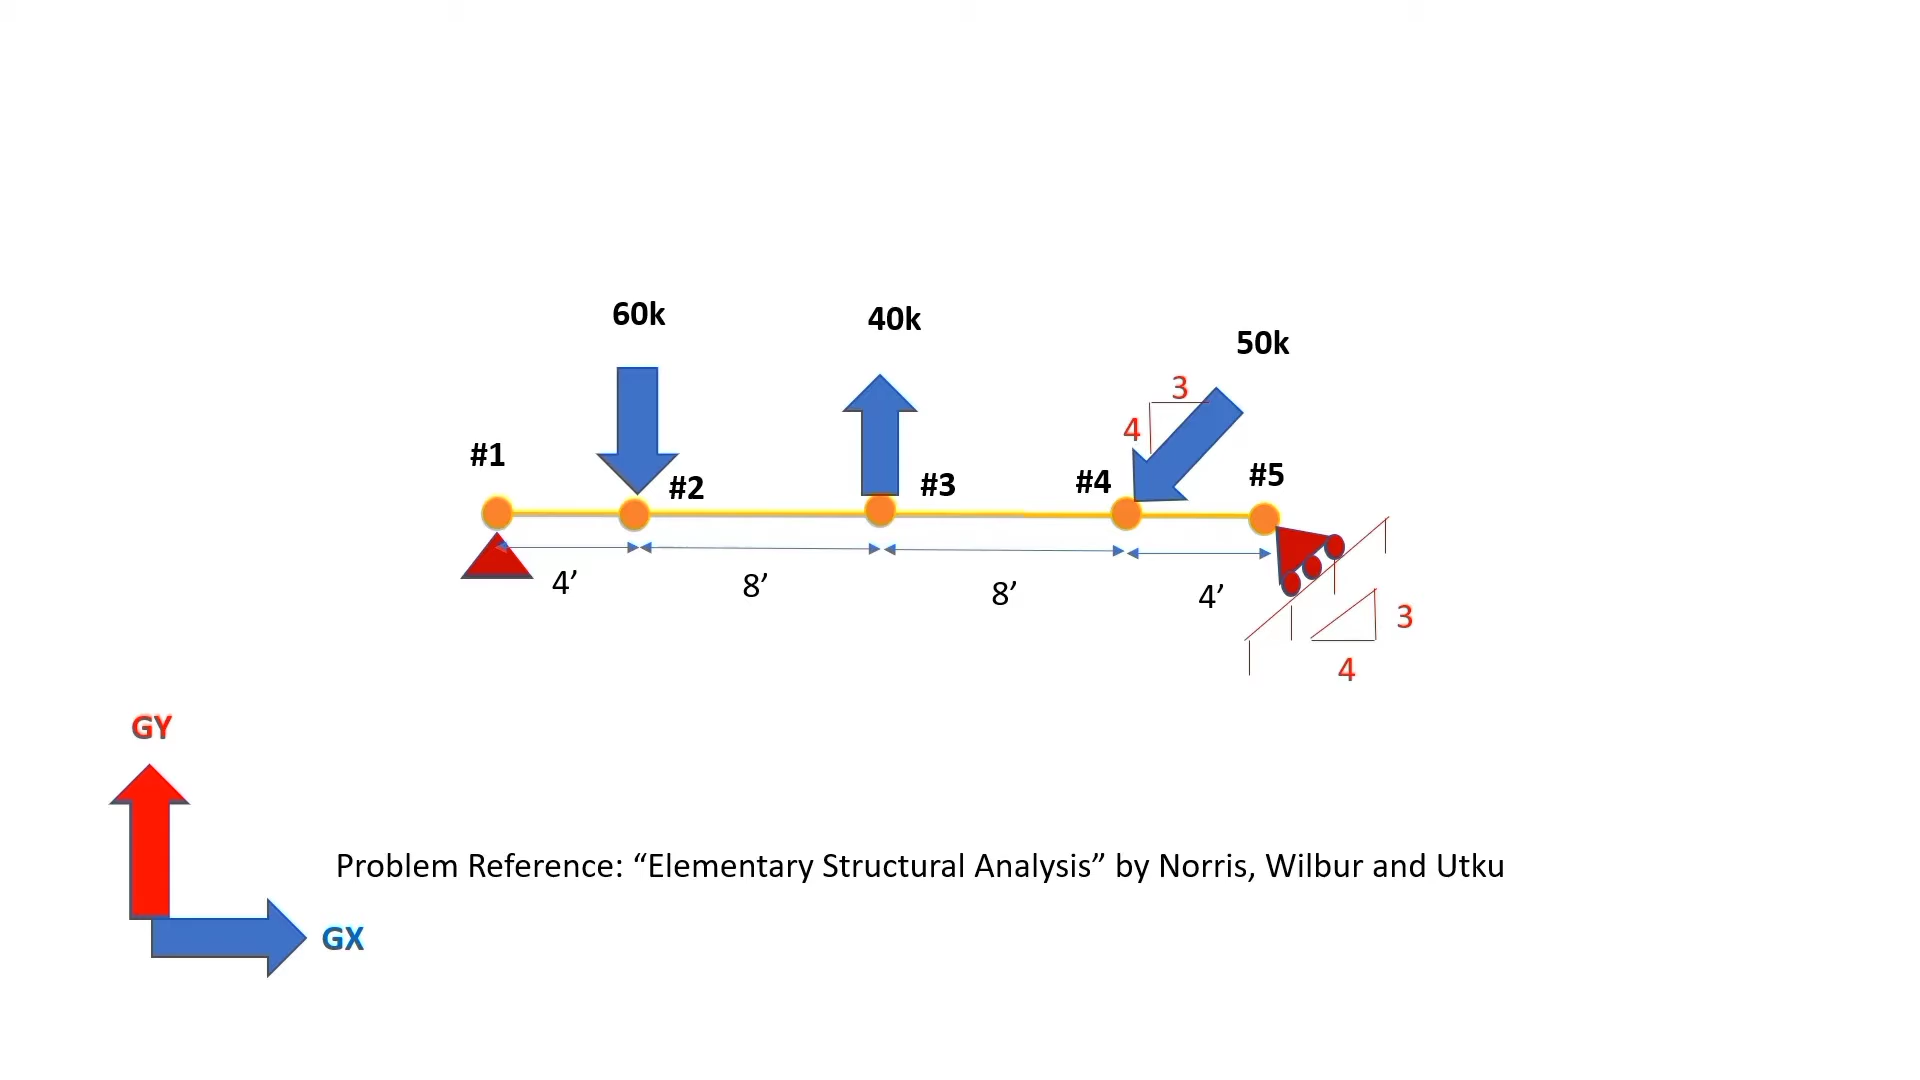 60k
40k
50k
3
4
#1
#2
#3
#4
#5
4’
8’
8’
4’
3
4
GY
GX
Problem Reference: “Elementary Structural Analysis” by Norris, Wilbur and Utku